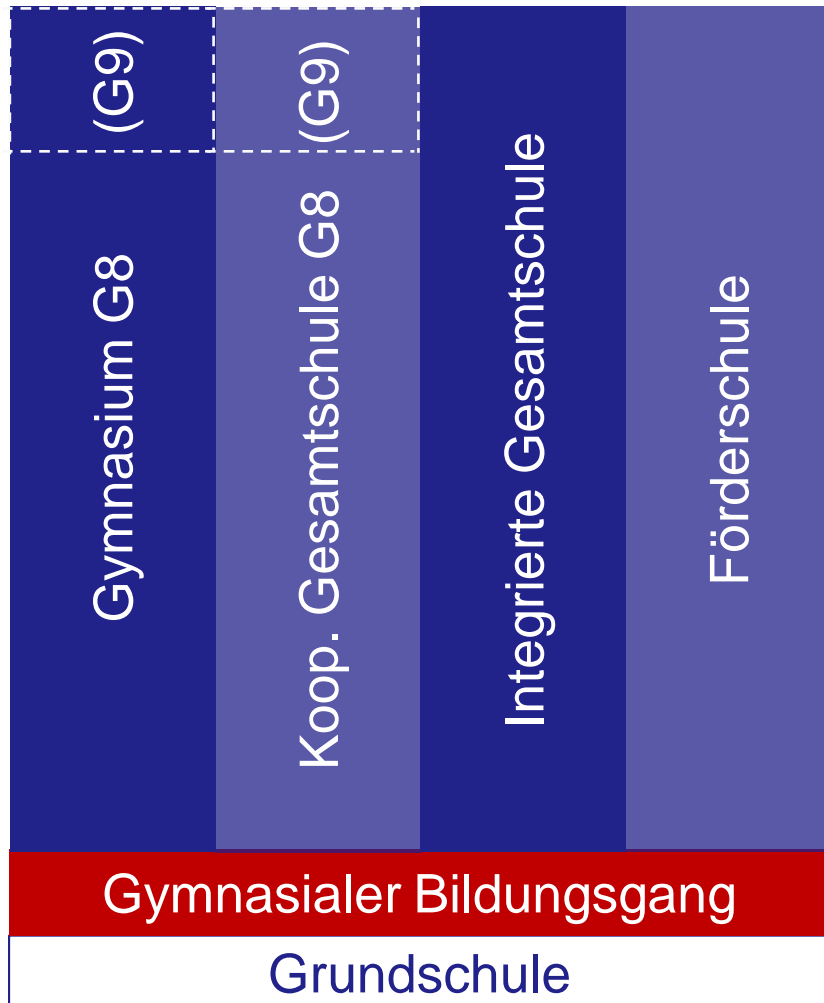 (G9)
Gymnasium G8
(G9)
Koop. Gesamtschule G8
Integrierte Gesamtschule
Förderschule
Gymnasialer Bildungsgang
Grundschule